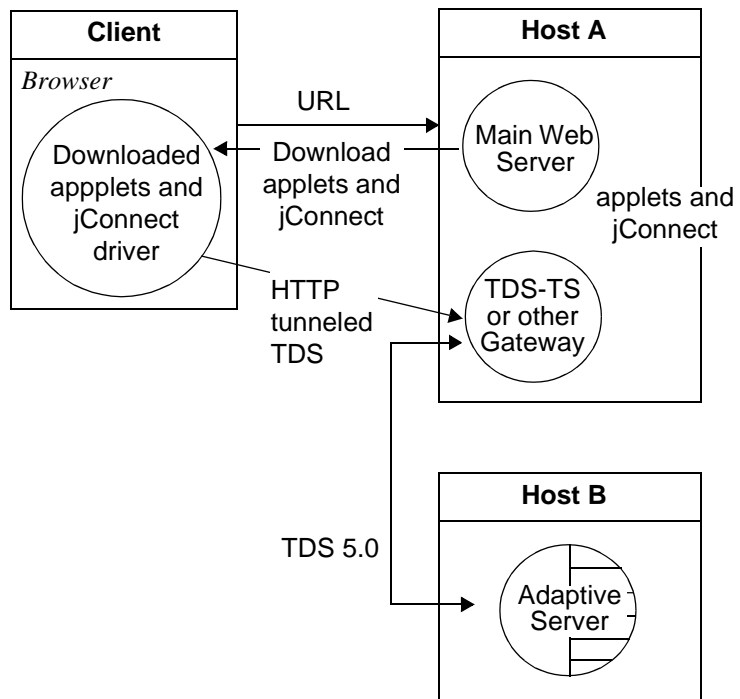 Client
Browser
Downloaded
appplets and
jConnect
driver
URL
Download
applets and
jConnect
HTTP
tunneled
TDS
Host A
Main Web
Server
applets and
jConnect
TDS-TS
or other
Gateway
TDS 5.0
Host B
Adaptive
Server